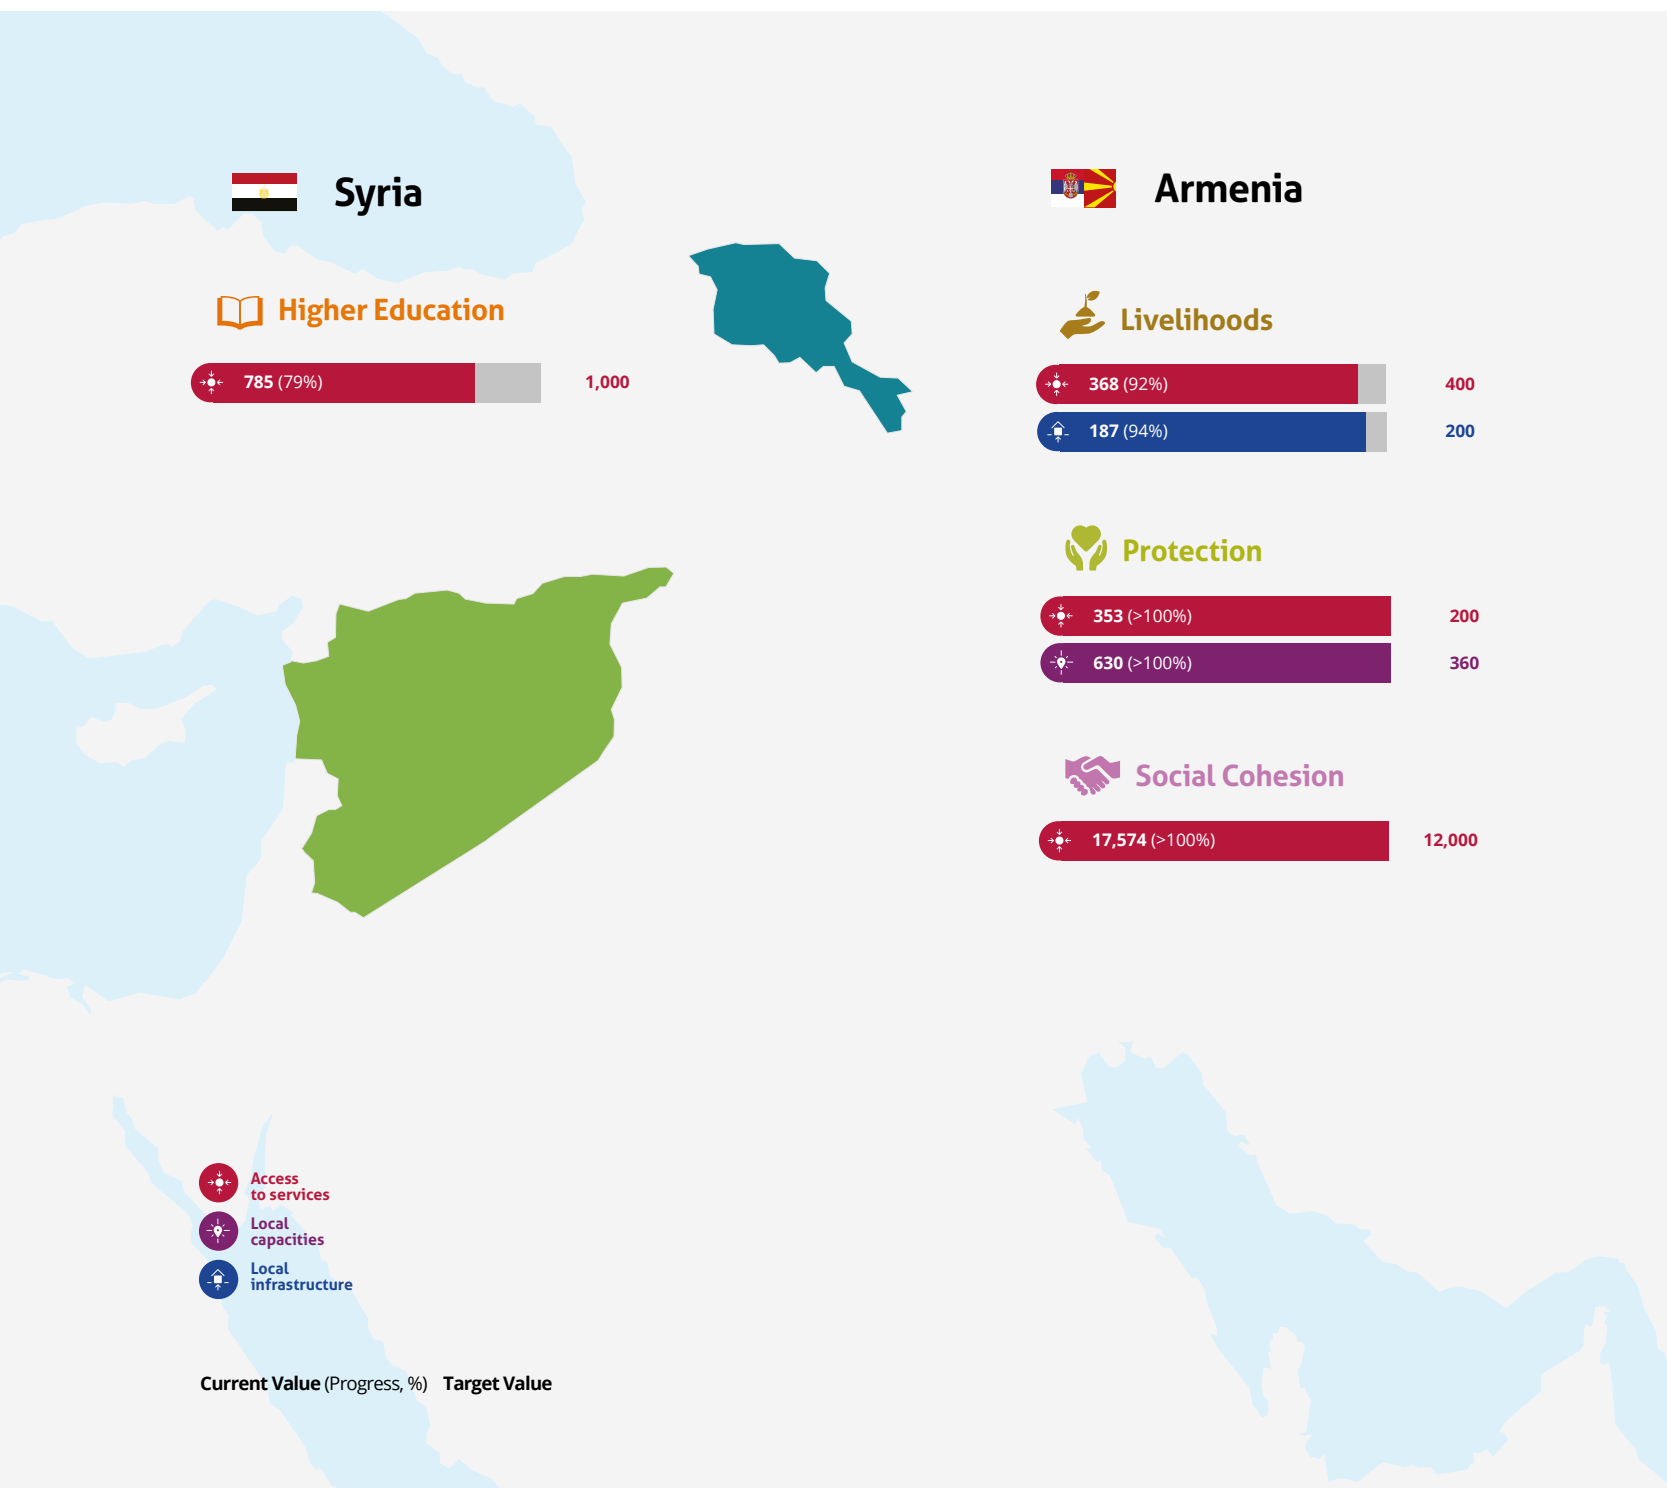 Syria
Higher Education
785 (79%) 1,000
Armenia
Livelihoods
368 (92%) 400
187 (94%) 200
Protection
353 (>100%) 200
630 (>100%) 360
Social Cohesion
17,574 (>100%) 12,000
Access
to services
Local
capacities
Local
infrastructure
Current Value (Progress, %) Target Value